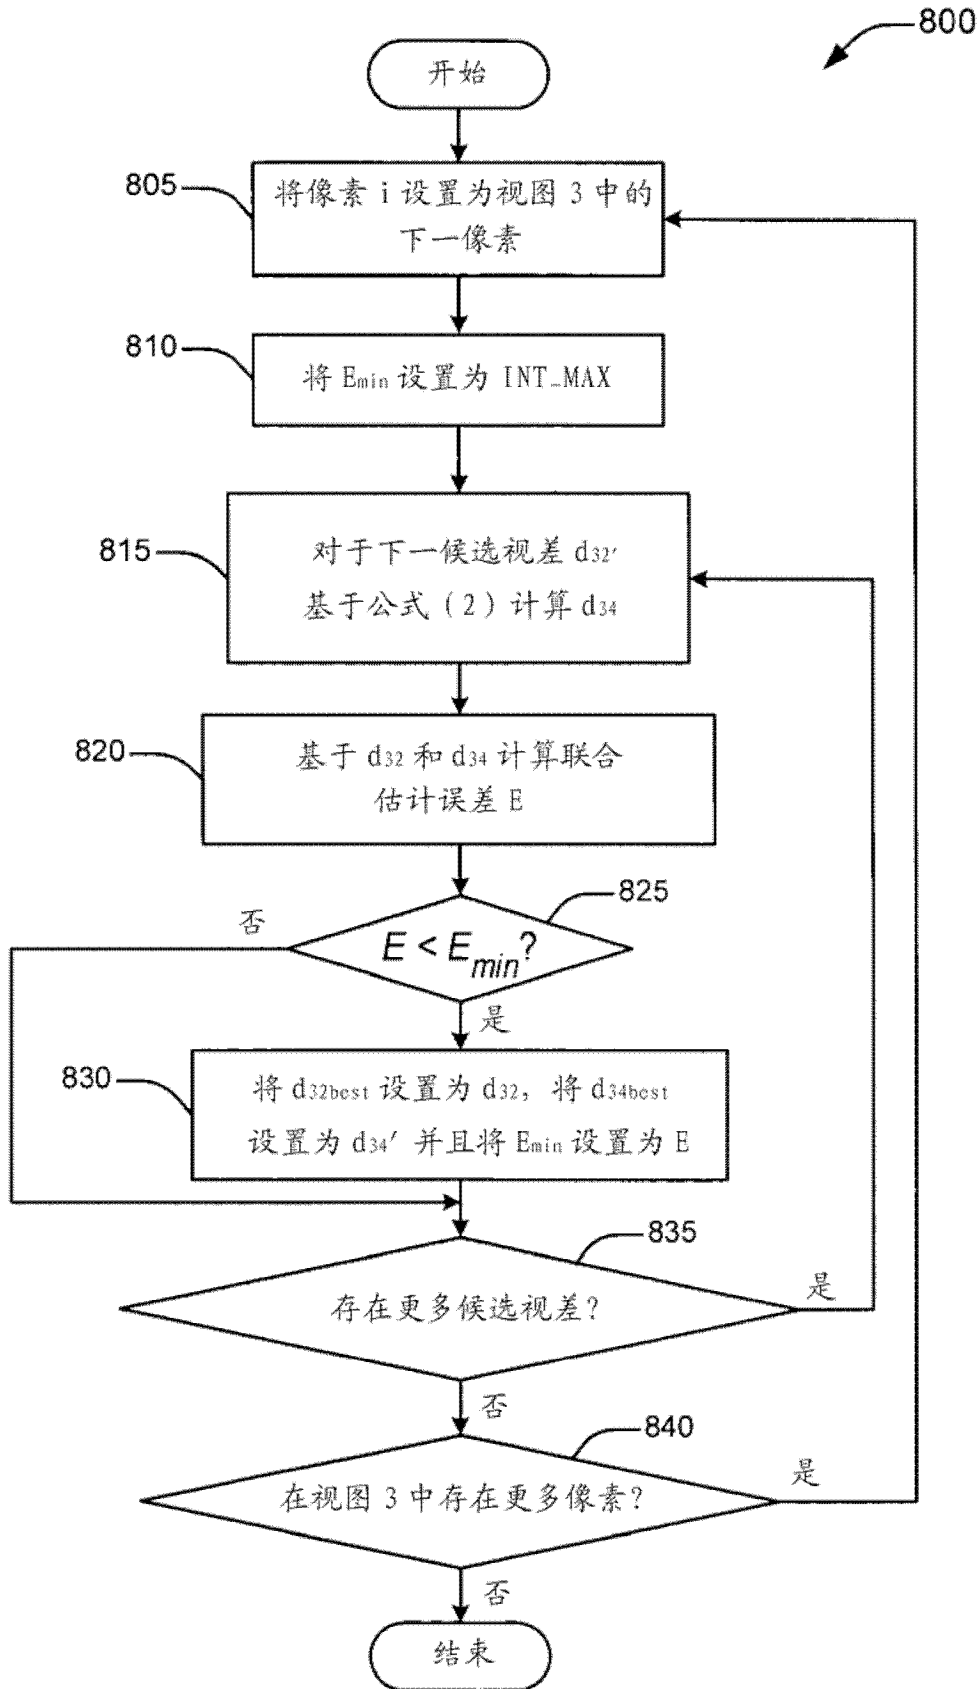 800
开始
805
将像素 i 设置为视图 3 中的
下一像素
810
将 Emin 设置为 INT_MAX
815
对于下一候选视差 d32′
基于公式（2）计算 d34
820
基于 d32 和 d34 计算联合
估计误差 E
825
否
E < Emin?
是
830
将 d32best 设置为 d32, 将 d34best
设置为 d34′ 并且将 Emin 设置为 E
835
存在更多候选视差?
是
否
840
在视图 3 中存在更多像素?
是
否
结束